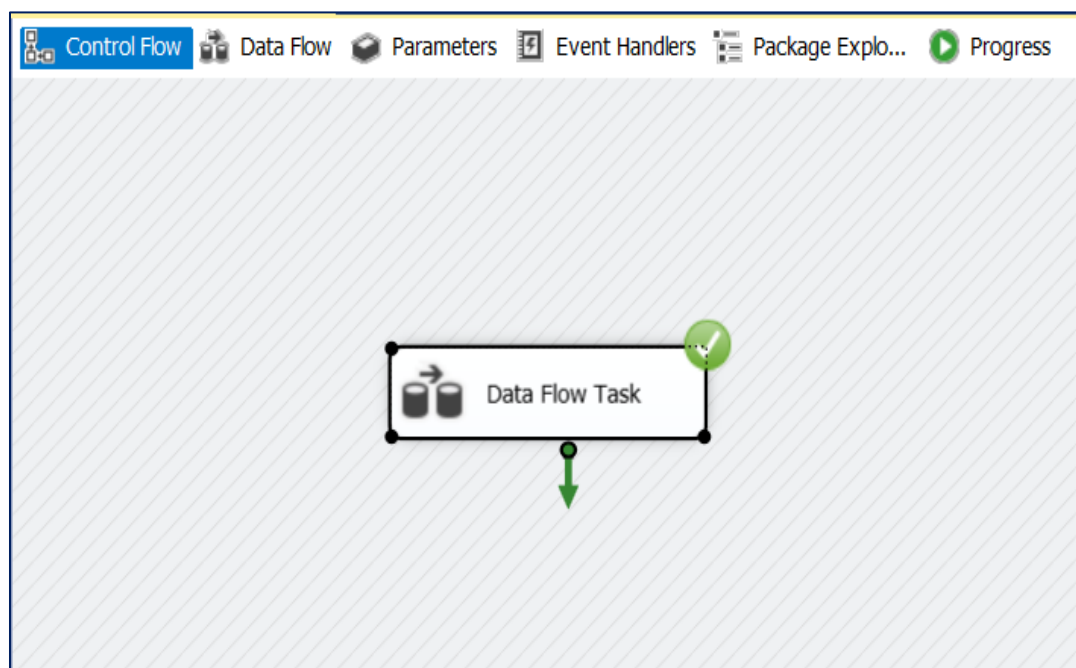 Control Flow Data Flow Parameters Event Handlers Package Explo... Progress
Data Flow Task